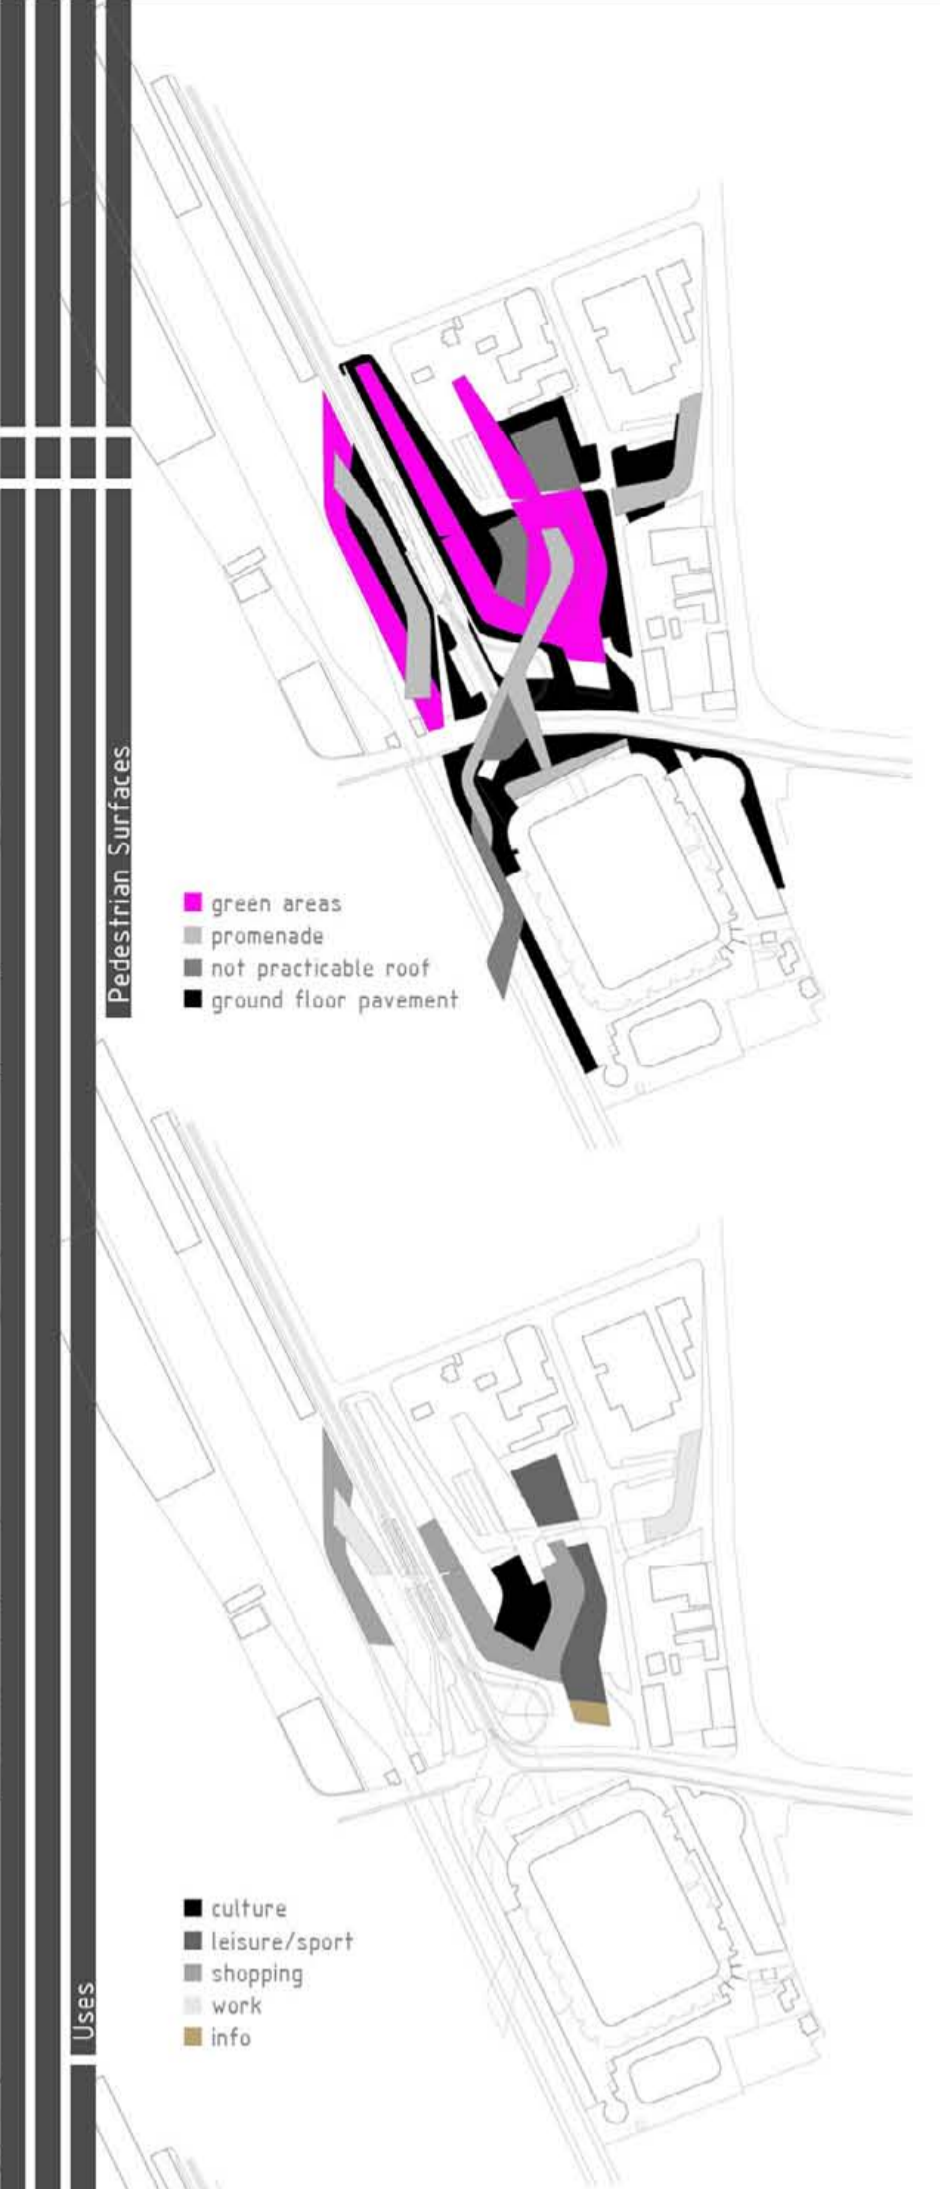 Pedestrian Surfaces
green areas
promenade
not practicable roof
ground floor pavement
Uses
culture
leisure/sport
shopping
work
info